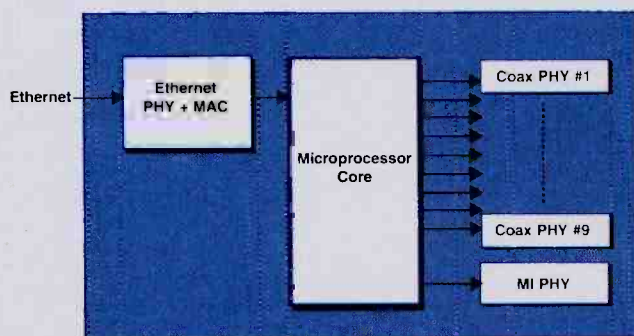 Ethernet
Ethernet
PHY + MAC
Microprocessor
Core
Coax PHY #1
Coax PHY #9
MI PHY